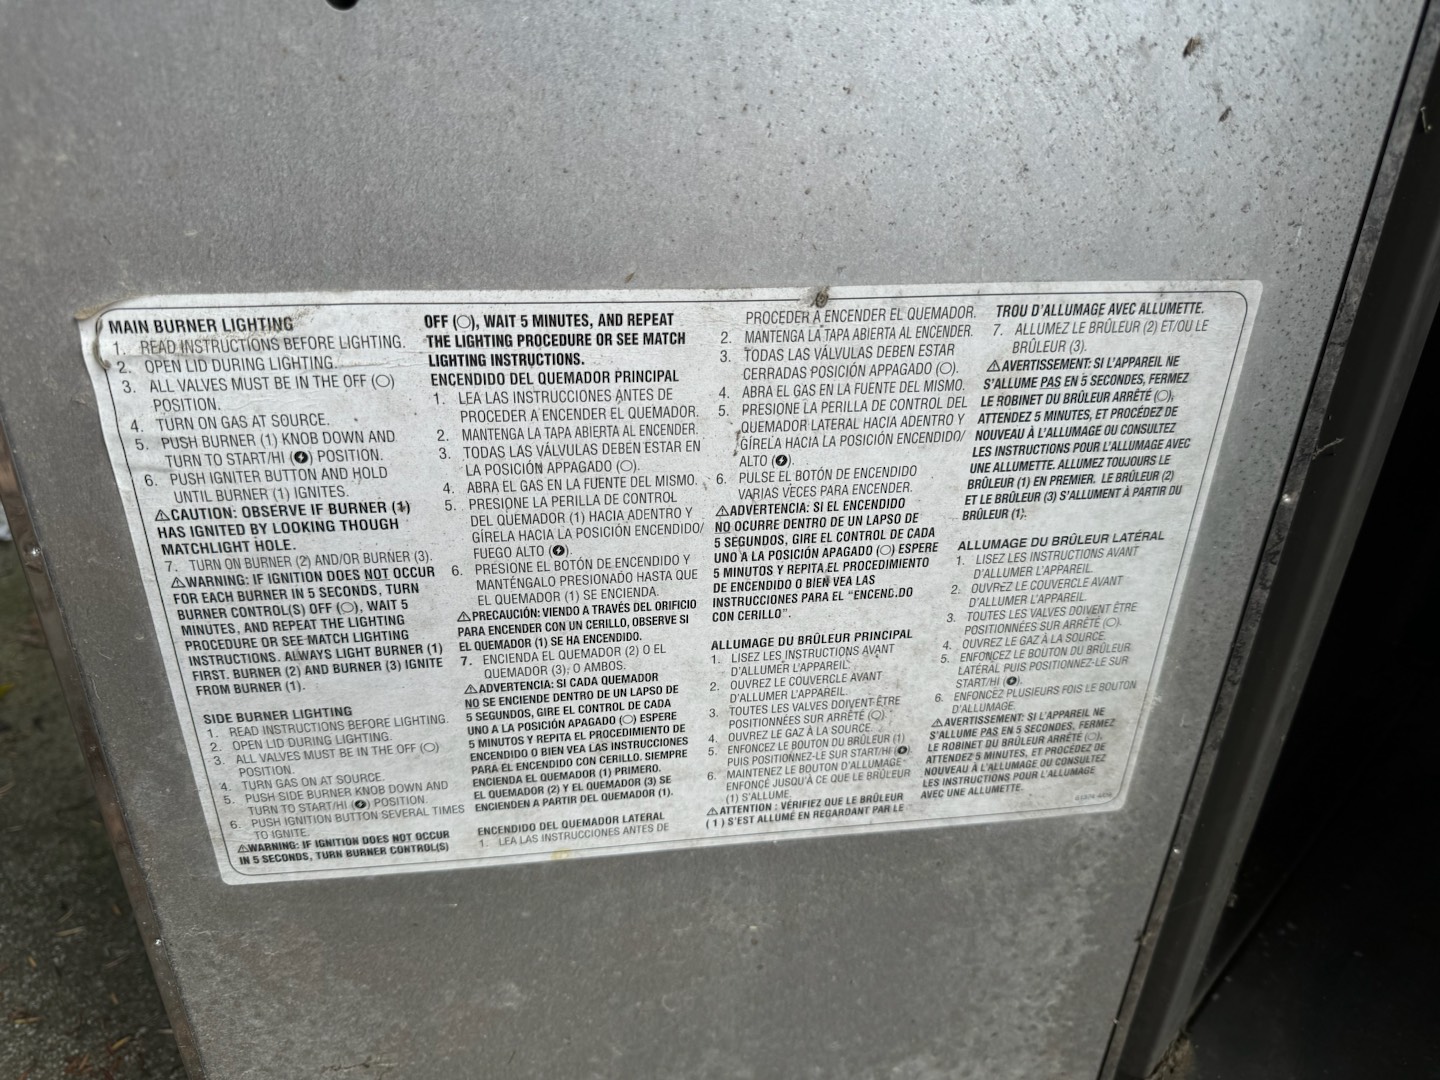 MAIN BURNER LIGHTING
1. READ INSTRUCTIONS BEFORE LIGHTING.
2. OPEN LID DURING LIGHTING.
3. ALL VALVES MUST BE IN THE OFF (○)
POSITION.
4. TURN ON GAS AT SOURCE.
5. PUSH BURNER (1) KNOB DOWN AND
TURN TO START/HI () POSITION.
6. PUSH IGNITER BUTTON AND HOLD
UNTIL BURNER (1) IGNITES.
⚠CAUTION: OBSERVE IF BURNER (1)
HAS IGNITED BY LOOKING THOUGH
MATCHLIGHT HOLE.
7. TURN ON BURNER (2) AND/OR BURNER (3).
⚠WARNING: IF IGNITION DOES NOT OCCUR
FOR EACH BURNER IN 5 SECONDS, TURN
BURNER CONTROL(S) OFF (○), WAIT 5
MINUTES, AND REPEAT THE LIGHTING
PROCEDURE OR SEE MATCH LIGHTING
INSTRUCTIONS. ALWAYS LIGHT BURNER (1)
FIRST. BURNER (2) AND BURNER (3) IGNITE
FROM BURNER (1).
SIDE BURNER LIGHTING
1. READ INSTRUCTIONS BEFORE LIGHTING.
2. OPEN LID DURING LIGHTING.
3. ALL VALVES MUST BE IN THE OFF (○)
POSITION.
4. TURN GAS ON AT SOURCE.
5. PUSH SIDE BURNER KNOB DOWN AND
TURN TO START/HI () POSITION.
6. PUSH IGNITION BUTTON SEVERAL TIMES
TO IGNITE.
⚠WARNING: IF IGNITION DOES NOT OCCUR
IN 5 SECONDS, TURN BURNER CONTROL(S)
OFF (○), WAIT 5 MINUTES, AND REPEAT
THE LIGHTING PROCEDURE OR SEE MATCH
LIGHTING INSTRUCTIONS.
ENCENDIDO DEL QUEMADOR PRINCIPAL
1. LEA LAS INSTRUCCIONES ANTES DE
PROCEDER A ENCENDER EL QUEMADOR.
2. MANTENGA LA TAPA ABIERTA AL ENCENDER.
3. TODAS LAS VÁLVULAS DEBEN ESTAR EN
LA POSICIÓN APPAGADO (○).
4. ABRA EL GAS EN LA FUENTE DEL MISMO.
5. PRESIONE LA PERILLA DE CONTROL
DEL QUEMADOR (1) HACIA ADENTRO Y
GÍRELA HACIA LA POSICIÓN ENCENDIDO/
FUEGO ALTO ().
6. PRESIONE EL BOTÓN DE ENCENDIDO Y
MANTÉNGALO PRESIONADO HASTA QUE
EL QUEMADOR (1) SE ENCIENDA.
⚠PRECAUCIÓN: VIENDO A TRAVÉS DEL ORIFICIO
PARA ENCENDER CON UN CERILLO, OBSERVE SI
EL QUEMADOR (1) SE HA ENCENDIDO.
7. ENCIENDA EL QUEMADOR (2) O EL
QUEMADOR (3), O AMBOS.
⚠ADVERTENCIA: SI CADA QUEMADOR
NO SE ENCIENDE DENTRO DE UN LAPSO DE
5 SEGUNDOS, GIRE EL CONTROL DE CADA
UNO A LA POSICIÓN APAGADO (○) ESPERE
5 MINUTOS Y REPITA EL PROCEDIMIENTO DE
ENCENDIDO O BIEN VEA LAS INSTRUCCIONES
PARA EL ENCENDIDO CON CERILLO. SIEMPRE
ENCIENDA EL QUEMADOR (1) PRIMERO.
EL QUEMADOR (2) Y EL QUEMADOR (3) SE
ENCIENDEN A PARTIR DEL QUEMADOR (1).
ENCENDIDO DEL QUEMADOR LATERAL
1. LEA LAS INSTRUCCIONES ANTES DE
PROCEDER A ENCENDER EL QUEMADOR.
2. MANTENGA LA TAPA ABIERTA AL ENCENDER.
3. TODAS LAS VÁLVULAS DEBEN ESTAR
CERRADAS POSICIÓN APPAGADO (○).
4. ABRA EL GAS EN LA FUENTE DEL MISMO.
5. PRESIONE LA PERILLA DE CONTROL DEL
QUEMADOR LATERAL HACIA ADENTRO Y
GÍRELA HACIA LA POSICIÓN ENCENDIDO/
ALTO ().
6. PULSE EL BOTÓN DE ENCENDIDO
VARIAS VECES PARA ENCENDER.
⚠ADVERTENCIA: SI EL ENCENDIDO
NO OCURRE DENTRO DE UN LAPSO DE
5 SEGUNDOS, GIRE EL CONTROL DE CADA
UNO A LA POSICIÓN APAGADO (○) ESPERE
5 MINUTOS Y REPITA EL PROCEDIMIENTO
DE ENCENDIDO O BIEN VEA LAS
INSTRUCCIONES PARA EL "ENCENDIDO
CON CERILLO".
ALLUMAGE DU BRÛLEUR PRINCIPAL
1. LISEZ LES INSTRUCTIONS AVANT
D'ALLUMER L'APPAREIL.
2. OUVREZ LE COUVERCLE AVANT
D'ALLUMER L'APPAREIL.
3. TOUTES LES VALVES DOIVENT ÊTRE
POSITIONNÉES SUR ARRÊTÉ (○).
4. OUVREZ LE GAZ À LA SOURCE.
5. ENFONCEZ LE BOUTON DU BRÛLEUR (1)
PUIS POSITIONNEZ-LE SUR START/HI ().
6. MAINTENEZ LE BOUTON D'ALLUMAGE
ENFONCÉ JUSQU'À CE QUE LE BRÛLEUR
(1) S'ALLUME.
⚠ATTENTION : VÉRIFIEZ QUE LE BRÛLEUR
(1) S'EST ALLUMÉ EN REGARDANT PAR LE
TROU D'ALLUMAGE AVEC ALLUMETTE.
7. ALLUMEZ LE BRÛLEUR (2) ET/OU LE
BRÛLEUR (3).
⚠AVERTISSEMENT: SI L'APPAREIL NE
S'ALLUME PAS EN 5 SECONDES, FERMEZ
LE ROBINET DU BRÛLEUR ARRÊTÉ (○),
ATTENDEZ 5 MINUTES, ET PROCÉDEZ DE
NOUVEAU À L'ALLUMAGE OU CONSULTEZ
LES INSTRUCTIONS POUR L'ALLUMAGE AVEC
UNE ALLUMETTE. ALLUMEZ TOUJOURS LE
BRÛLEUR (1) EN PREMIER. LE BRÛLEUR (2)
ET LE BRÛLEUR (3) S'ALLUMENT À PARTIR DU
BRÛLEUR (1).
ALLUMAGE DU BRÛLEUR LATÉRAL
1. LISEZ LES INSTRUCTIONS AVANT
D'ALLUMER L'APPAREIL.
2. OUVREZ LE COUVERCLE AVANT
D'ALLUMER L'APPAREIL.
3. TOUTES LES VALVES DOIVENT ÊTRE
POSITIONNÉES SUR ARRÊTÉ (○).
4. OUVREZ LE GAZ À LA SOURCE.
5. ENFONCEZ LE BOUTON DU BRÛLEUR
LATÉRAL PUIS POSITIONNEZ-LE SUR
START/HI ().
6. ENFONCEZ PLUSIEURS FOIS LE BOUTON
D'ALLUMAGE.
⚠AVERTISSEMENT: SI L'APPAREIL NE
S'ALLUME PAS EN 5 SECONDES, FERMEZ
LE ROBINET DU BRÛLEUR ARRÊTÉ (○),
ATTENDEZ 5 MINUTES, ET PROCÉDEZ DE
NOUVEAU À L'ALLUMAGE OU CONSULTEZ
LES INSTRUCTIONS POUR L'ALLUMAGE
AVEC UNE ALLUMETTE.